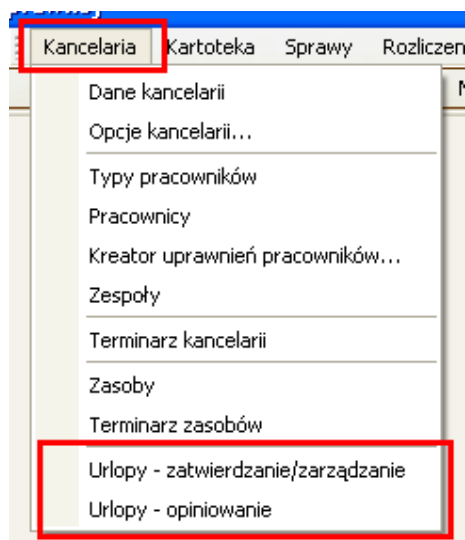 Kancelaria Kartoteka Sprawy
Dane kancelarii
Opcje kancelarii...
Typy pracowników
Pracownicy
Kreator uprawnień pracowników...
Zespoły
Terminarz kancelarii
Zasoby
Terminarz zasobów
Urlopy - zatwierdzanie/zarządzanie
Urlopy - opiniowanie